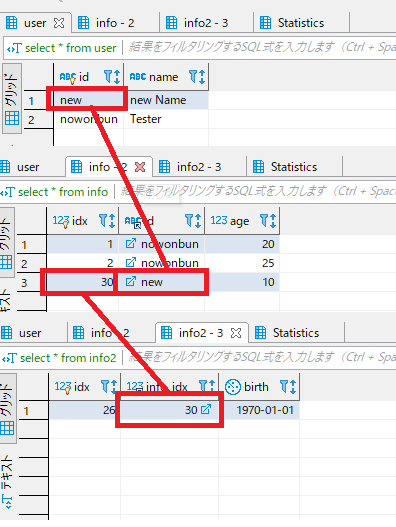 user info - 2 info2 - 3 Statistics
select * from user 結果をフィルタリングするSQL式を入力します (Ctrl + Spac
グリッド
ABC id ABC name
1 new new Name
2 nowonbun Tester
user info - 2 info2 - 3 Statistics
select * from info 結果をフィルタリングするSQL式を入力します (Ctrl + Space
グリッド
123 idx ABC id 123 age
1 1 nowonbun 20
2 2 nowonbun 25
3 30 new 10
テキスト
user info - 2 info2 - 3 Statistics
select * from info2 結果をフィルタリングするSQL式を入力します (Ctrl + Spac
グリッド
123 idx 123 info_idx birth
1 26 30 1970-01-01
テキスト